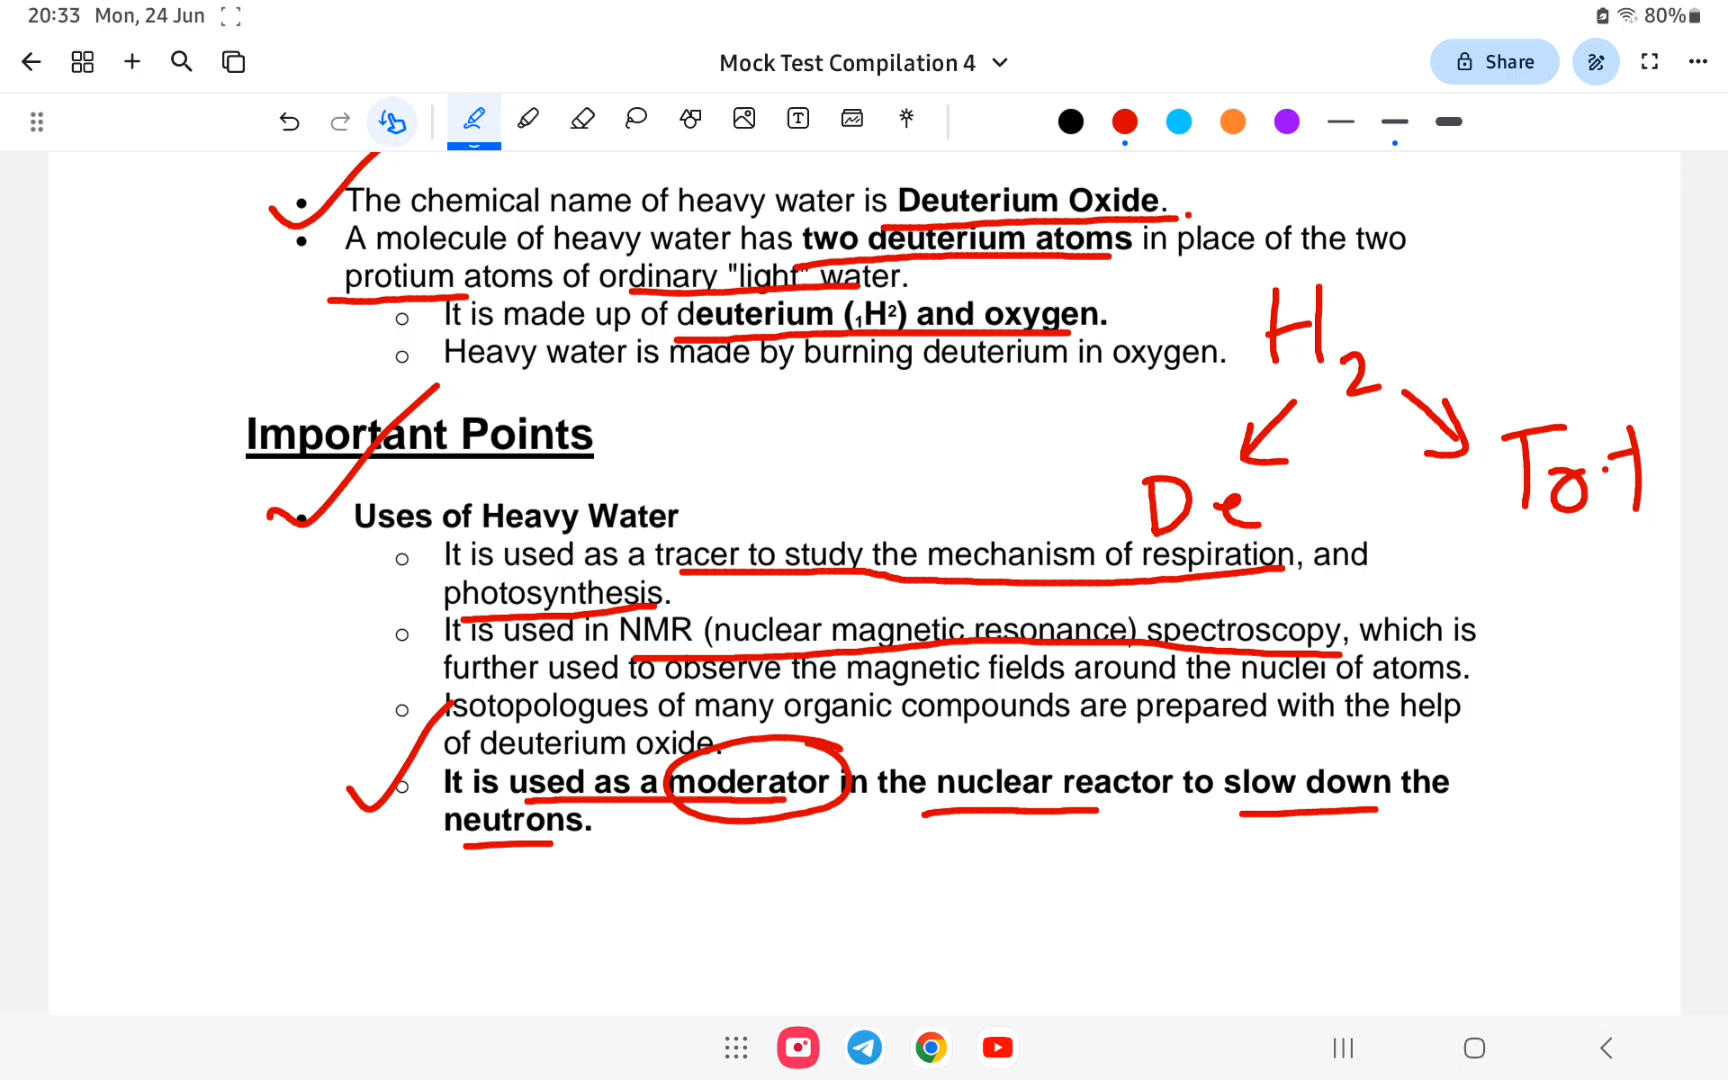 20:33 Mon, 24 Jun 80%
Mock Test Compilation 4
Share
• The chemical name of heavy water is Deuterium Oxide.
• A molecule of heavy water has two deuterium atoms in place of the two
protium atoms of ordinary "light" water.
○ It is made up of deuterium (₁H²) and oxygen.
○ Heavy water is made by burning deuterium in oxygen.
H₂
De
Important Points
• Uses of Heavy Water
○ It is used as a tracer to study the mechanism of respiration, and
photosynthesis.
○ It is used in NMR (nuclear magnetic resonance) spectroscopy, which is
further used to observe the magnetic fields around the nuclei of atoms.
○ Isotopologues of many organic compounds are prepared with the help
of deuterium oxide.
○ It is used as a moderator in the nuclear reactor to slow down the
neutrons.